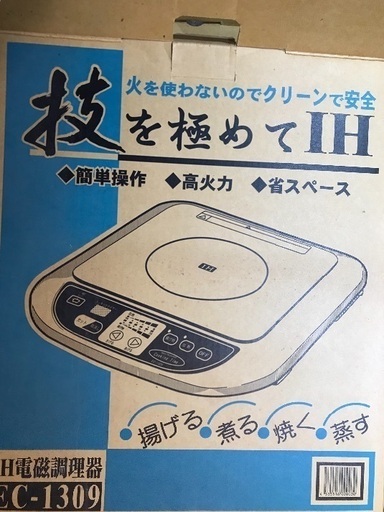 火を使わないのでクリーンで安全
技を極めてIH
◆簡単操作 ◆高火力 ◆省スペース
揚げる 煮る 焼く 蒸す
IH電磁調理器
EC-1309